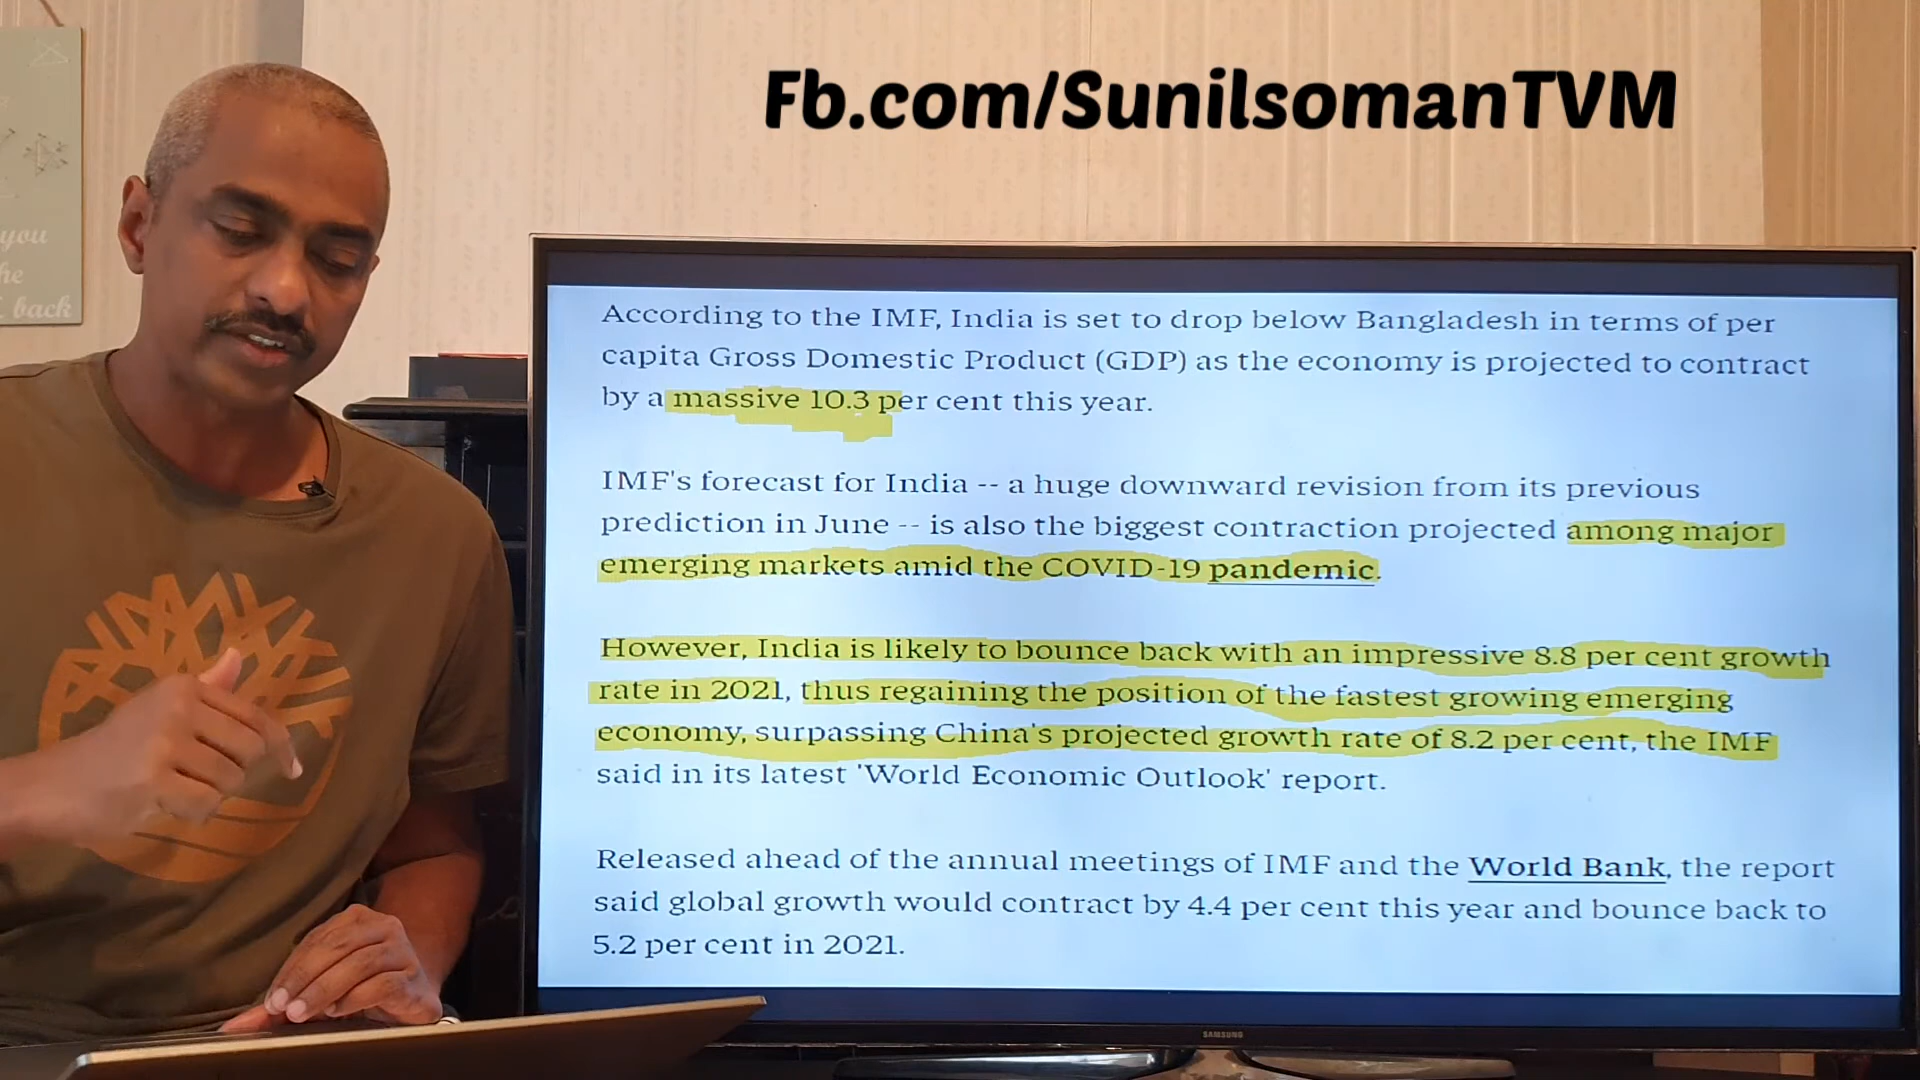 Fb.com/SunilsomanTVM
you
he
back
According to the IMF, India is set to drop below Bangladesh in terms of per
capita Gross Domestic Product (GDP) as the economy is projected to contract
by a massive 10.3 per cent this year.
IMF's forecast for India -- a huge downward revision from its previous
prediction in June -- is also the biggest contraction projected among major
emerging markets amid the COVID-19 pandemic.
However, India is likely to bounce back with an impressive 8.8 per cent growth
rate in 2021, thus regaining the position of the fastest growing emerging
economy, surpassing China's projected growth rate of 8.2 per cent, the IMF
said in its latest 'World Economic Outlook' report.
Released ahead of the annual meetings of IMF and the World Bank, the report
said global growth would contract by 4.4 per cent this year and bounce back to
5.2 per cent in 2021.
SAMSUNG